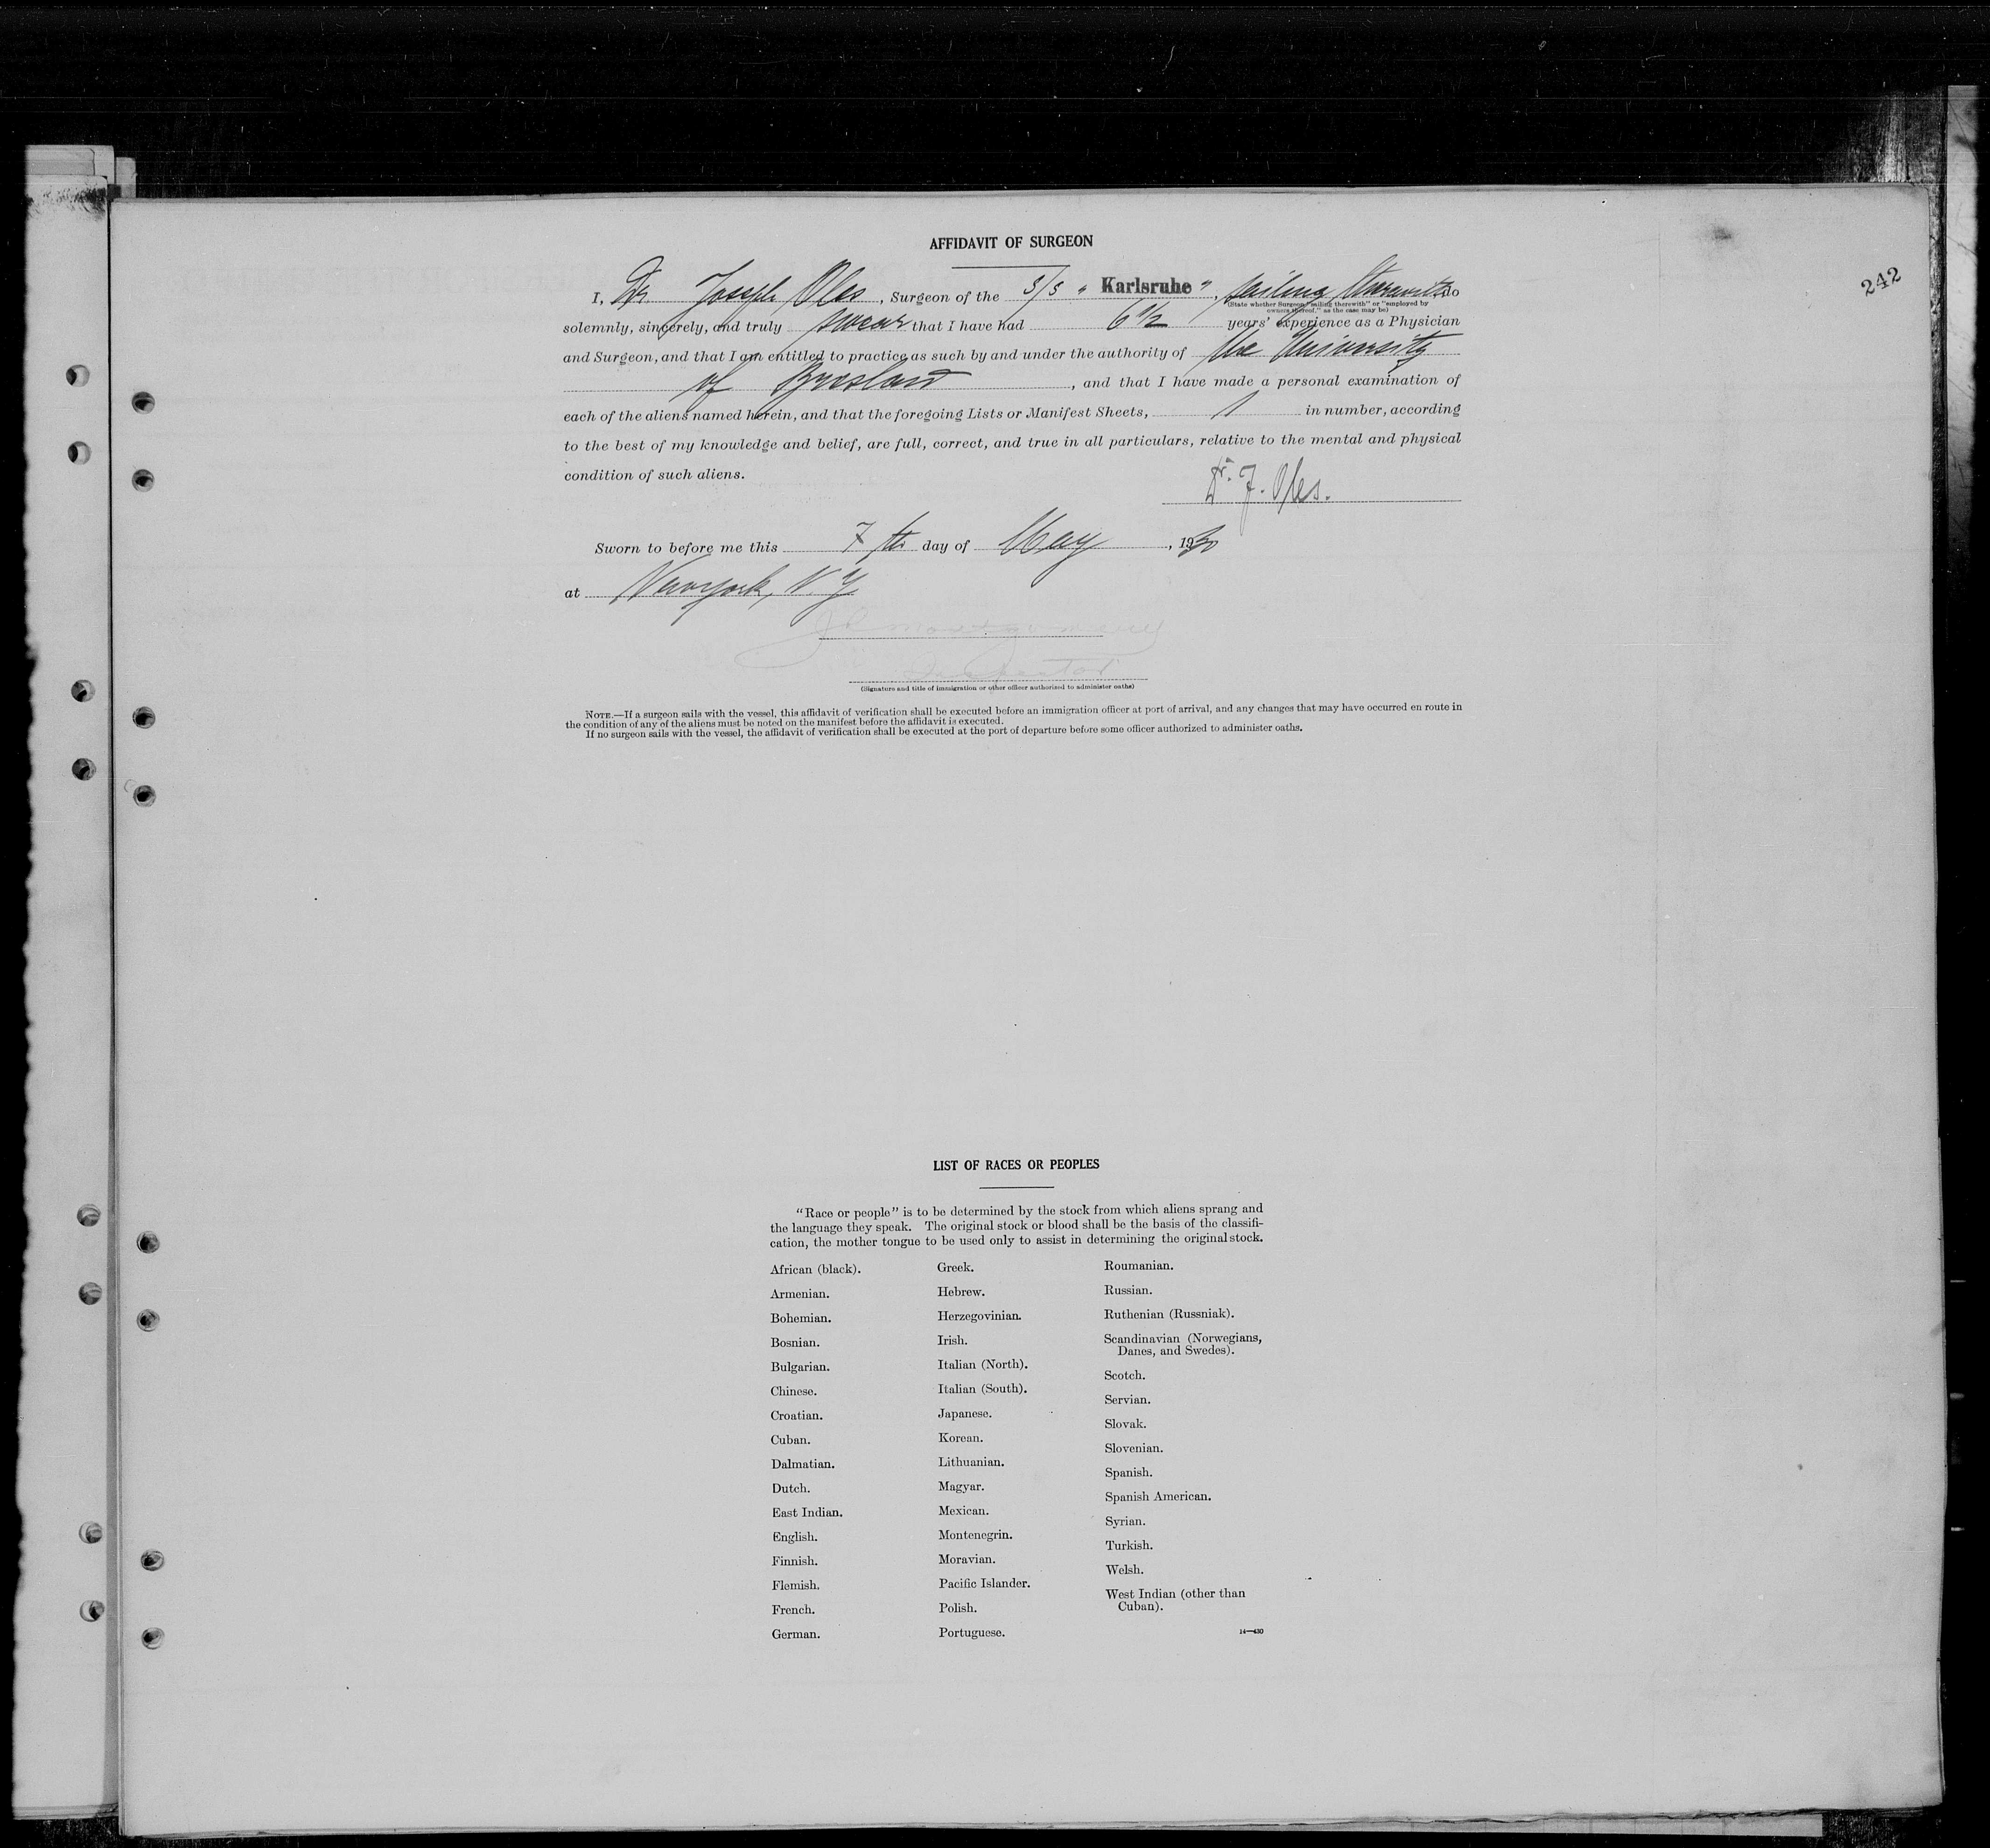 242
AFFIDAVIT OF SURGEON
I, Dr Joseph Oles, Surgeon of the S/S "Karlsruhe", sailing therewith do
(State whether Surgeon "sailing therewith" or "employed by
owners thereof," as the case may be)
solemnly, sincerely, and truly swear that I have had 6 1/2 years' experience as a Physician
and Surgeon, and that I am entitled to practice as such by and under the authority of the University
of Breslau, and that I have made a personal examination of
each of the aliens named herein, and that the foregoing Lists or Manifest Sheets, 1 in number, according
to the best of my knowledge and belief, are full, correct, and true in all particulars, relative to the mental and physical
condition of such aliens.
Dr. J. Oles.
Sworn to before me this 7th day of May, 1930
at Newyork, N.Y.
Montgomery
Inspector
(Signature and title of immigration or other officer authorized to administer oaths)
NOTE.—If a surgeon sails with the vessel, this affidavit of verification shall be executed before an immigration officer at port of arrival, and any changes that may have occurred en route in
the condition of any of the aliens must be noted on the manifest before the affidavit is executed.
If no surgeon sails with the vessel, the affidavit of verification shall be executed at the port of departure before some officer authorized to administer oaths.
LIST OF RACES OR PEOPLES
"Race or people" is to be determined by the stock from which aliens sprang and
the language they speak. The original stock or blood shall be the basis of the classifi-
cation, the mother tongue to be used only to assist in determining the original stock.
African (black).
Armenian.
Bohemian.
Bosnian.
Bulgarian.
Chinese.
Croatian.
Cuban.
Dalmatian.
Dutch.
East Indian.
English.
Finnish.
Flemish.
French.
German.
Greek.
Hebrew.
Herzegovinian.
Irish.
Italian (North).
Italian (South).
Japanese.
Korean.
Lithuanian.
Magyar.
Mexican.
Montenegrin.
Moravian.
Pacific Islander.
Polish.
Portuguese.
Roumanian.
Russian.
Ruthenian (Russniak).
Scandinavian (Norwegians,
Danes, and Swedes).
Scotch.
Servian.
Slovak.
Slovenian.
Spanish.
Spanish American.
Syrian.
Turkish.
Welsh.
West Indian (other than
Cuban).
14—430